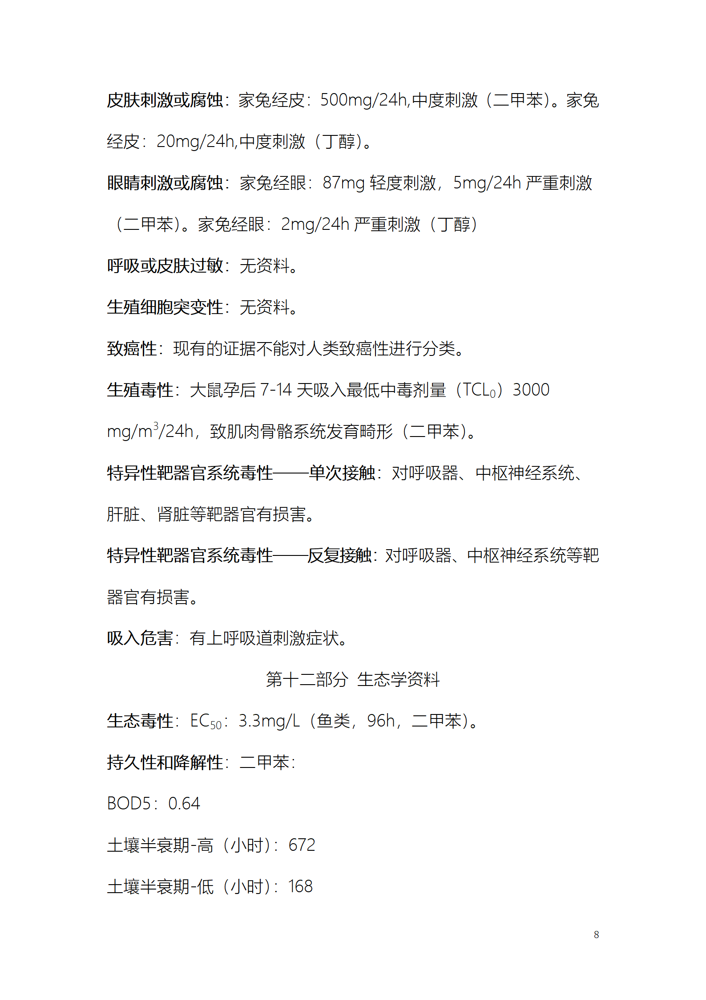 皮肤刺激或腐蚀：家兔经皮：500mg/24h,中度刺激（二甲苯）。家兔
经皮：20mg/24h,中度刺激（丁醇）。
眼睛刺激或腐蚀：家兔经眼：87mg 轻度刺激，5mg/24h 严重刺激
（二甲苯）。家兔经眼：2mg/24h 严重刺激（丁醇）
呼吸或皮肤过敏：无资料。
生殖细胞突变性：无资料。
致癌性：现有的证据不能对人类致癌性进行分类。
生殖毒性：大鼠孕后 7-14 天吸入最低中毒剂量（TCL₀）3000
mg/m³/24h，致肌肉骨骼系统发育畸形（二甲苯）。
特异性靶器官系统毒性——单次接触：对呼吸器、中枢神经系统、
肝脏、肾脏等靶器官有损害。
特异性靶器官系统毒性——反复接触：对呼吸器、中枢神经系统等靶
器官有损害。
吸入危害：有上呼吸道刺激症状。
第十二部分 生态学资料
生态毒性：EC₅₀：3.3mg/L（鱼类，96h，二甲苯）。
持久性和降解性：二甲苯：
BOD5：0.64
土壤半衰期-高（小时）：672
土壤半衰期-低（小时）：168
8